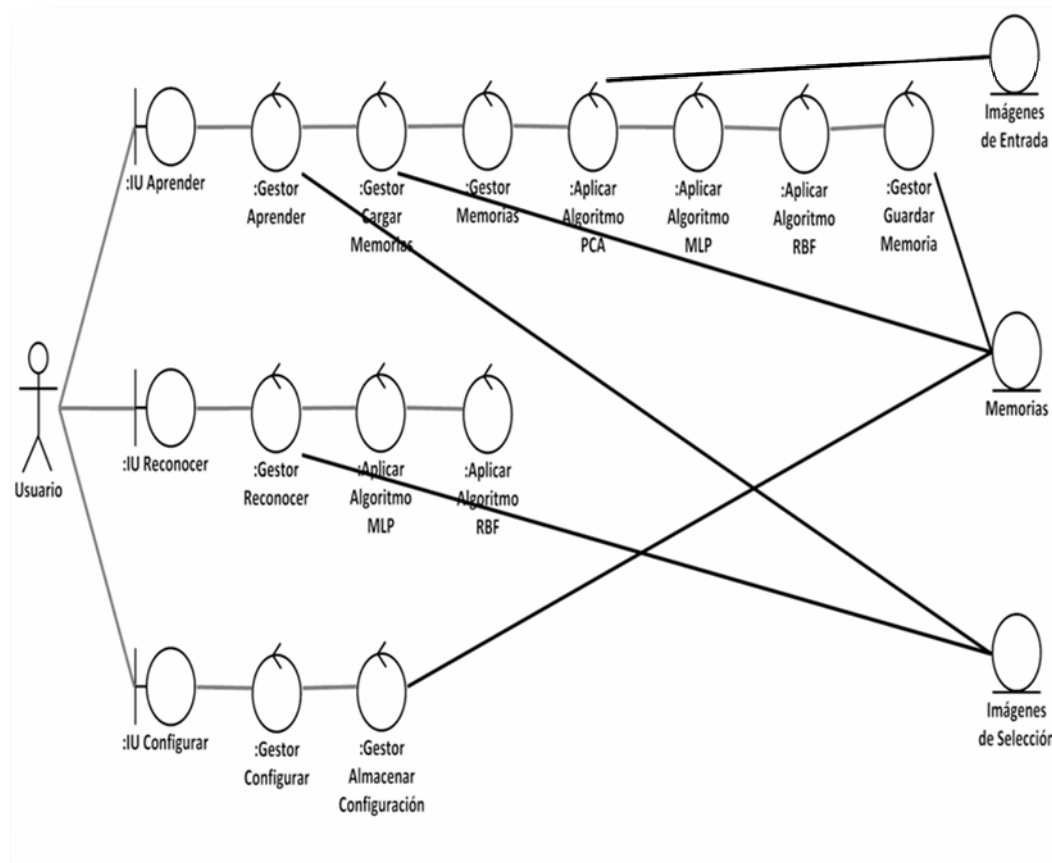 Imágenes
de Entrada
:IU Aprender
:Gestor
Aprender
:Gestor
Cargar
Memorias
:Gestor
Memorias
:Aplicar
Algoritmo
PCA
:Aplicar
Algoritmo
MLP
:Aplicar
Algoritmo
RBF
:Gestor
Guardar
Memoria
Memorias
Usuario
:IU Reconocer
:Gestor
Reconocer
:Aplicar
Algoritmo
MLP
:Aplicar
Algoritmo
RBF
Imágenes
de Selección
:IU Configurar
:Gestor
Configurar
:Gestor
Almacenar
Configuración